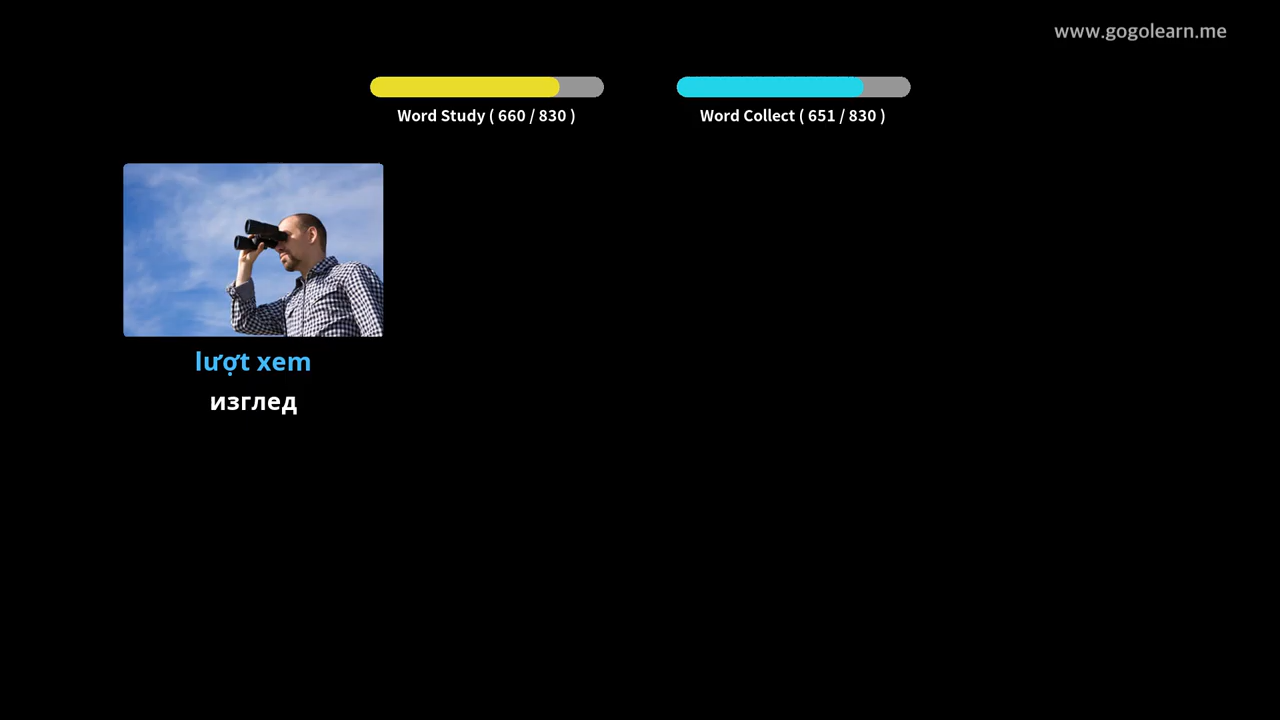 www.gogolearn.me
Word Study ( 660 / 830 )
Word Collect ( 651 / 830 )
lượt xem
изглед